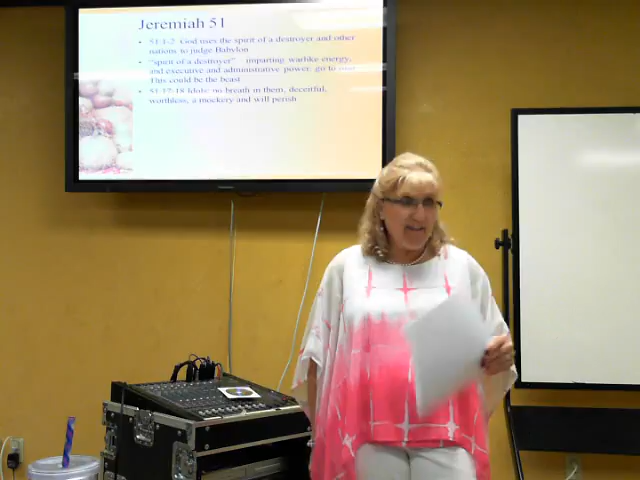 Jeremiah 51
• 51:1-2 God uses the spirit of a destroyer and other
nations to judge Babylon
• "spirit of a destroyer" imparting warlike energy,
and executive and administrative power, go to
This could be the beast
• 51:17-18 Idols: no breath in them, deceitful,
worthless, a mockery and will perish